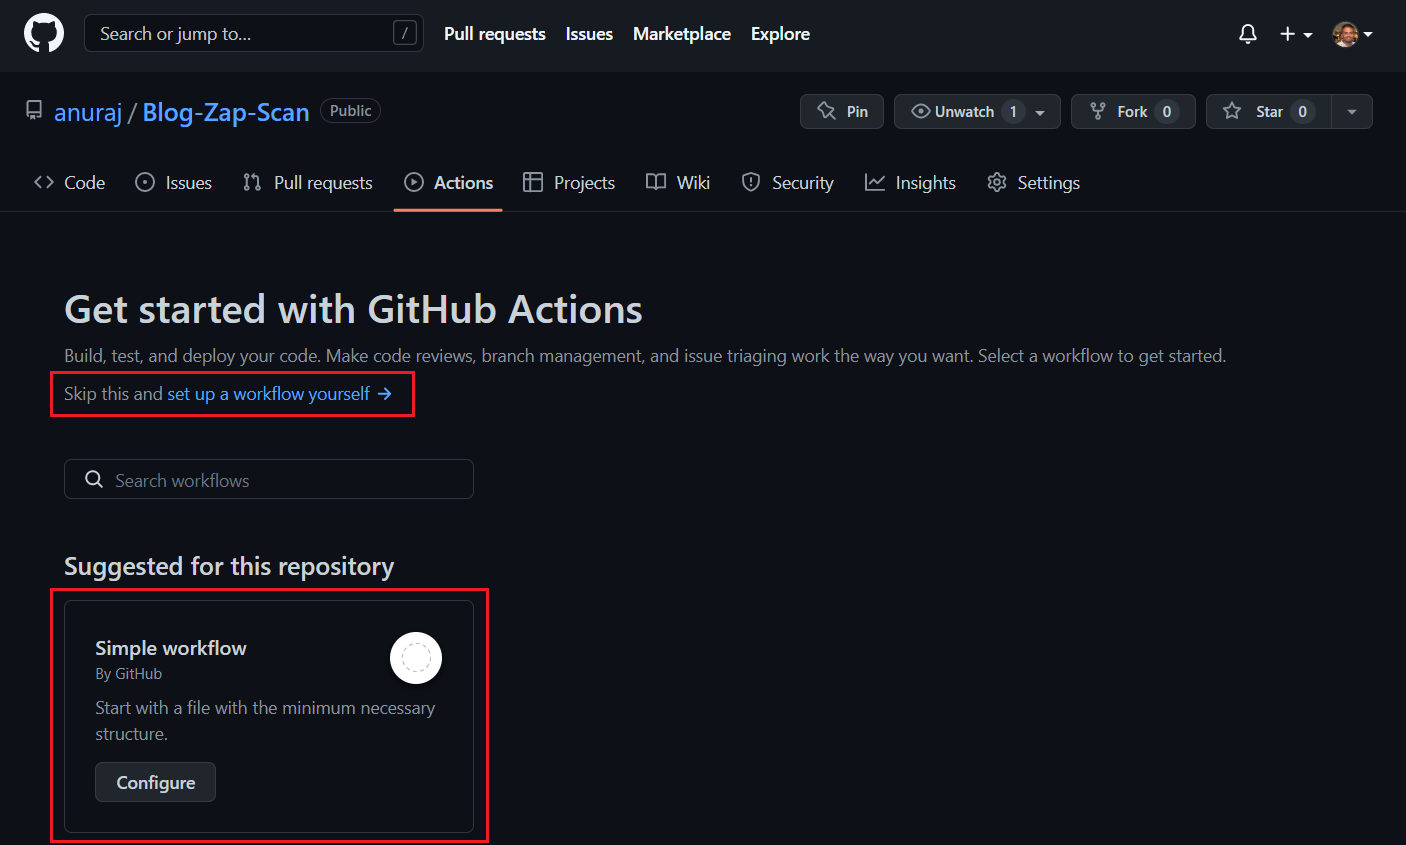 Search or jump to... / Pull requests Issues Marketplace Explore
anuraj / Blog-Zap-Scan Public Pin Unwatch 1 Fork 0 Star 0
Code Issues Pull requests Actions Projects Wiki Security Insights Settings
Get started with GitHub Actions
Build, test, and deploy your code. Make code reviews, branch management, and issue triaging work the way you want. Select a workflow to get started.
Skip this and set up a workflow yourself →
Search workflows
Suggested for this repository
Simple workflow
By GitHub
Start with a file with the minimum necessary
structure.
Configure